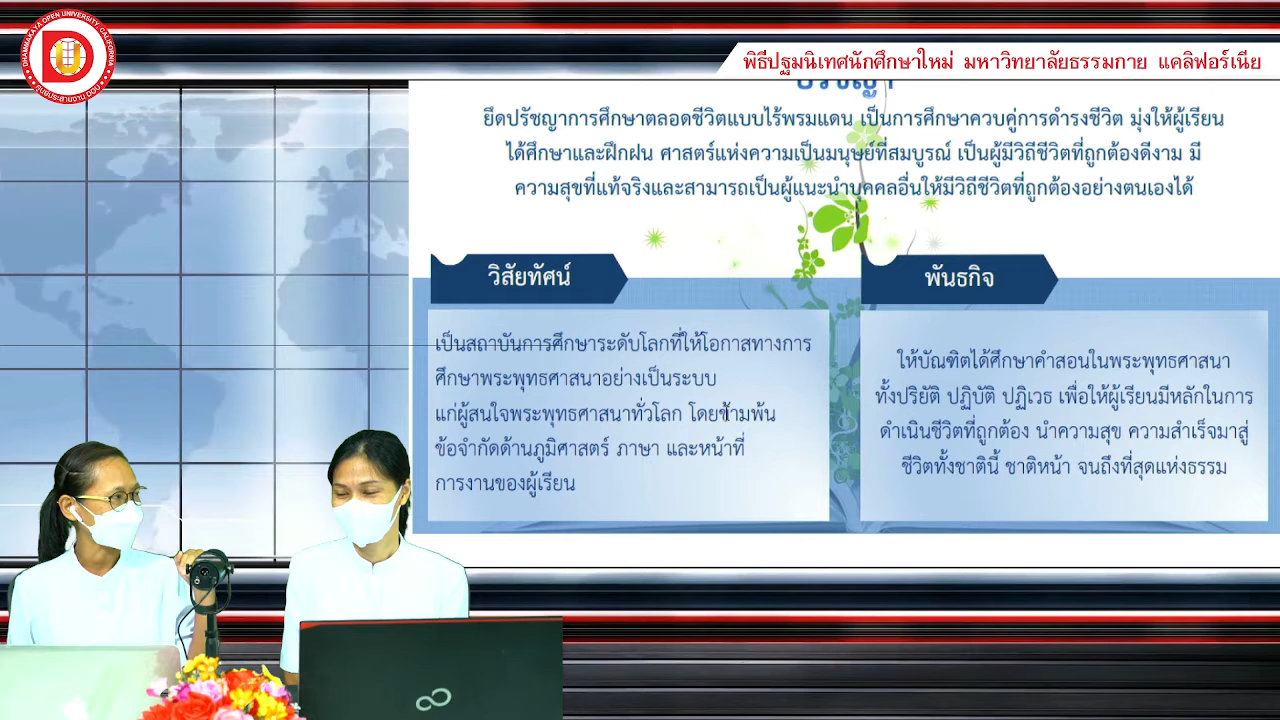 DHAMMAKAYA OPEN UNIVERSITY, CALIFORNIA
D
ศูนย์ประสานงาน DOU
พิธีปฐมนิเทศนักศึกษาใหม่ มหาวิทยาลัยธรรมกาย แคลิฟอร์เนีย
ปรัชญา
ยึดปรัชญาการศึกษาตลอดชีวิตแบบไร้พรมแดน เป็นการศึกษาควบคู่การดำรงชีวิต มุ่งให้ผู้เรียน
ได้ศึกษาและฝึกฝน ศาสตร์แห่งความเป็นมนุษย์ที่สมบูรณ์ เป็นผู้มีวิถีชีวิตที่ถูกต้องดีงาม มี
ความสุขที่แท้จริงและสามารถเป็นผู้แนะนำบุคคลอื่นให้มีวิถีชีวิตที่ถูกต้องอย่างตนเองได้
วิสัยทัศน์
เป็นสถาบันการศึกษาระดับโลกที่ให้โอกาสทางการ
ศึกษาพระพุทธศาสนาอย่างเป็นระบบ
แก่ผู้สนใจพระพุทธศาสนาทั่วโลก โดยข้ามพ้น
ข้อจำกัดด้านภูมิศาสตร์ ภาษา และหน้าที่
การงานของผู้เรียน
พันธกิจ
ให้บัณฑิตได้ศึกษาคำสอนในพระพุทธศาสนา
ทั้งปริยัติ ปฏิบัติ ปฏิเวธ เพื่อให้ผู้เรียนมีหลักในการ
ดำเนินชีวิตที่ถูกต้อง นำความสุข ความสำเร็จมาสู่
ชีวิตทั้งชาตินี้ ชาติหน้า จนถึงที่สุดแห่งธรรม